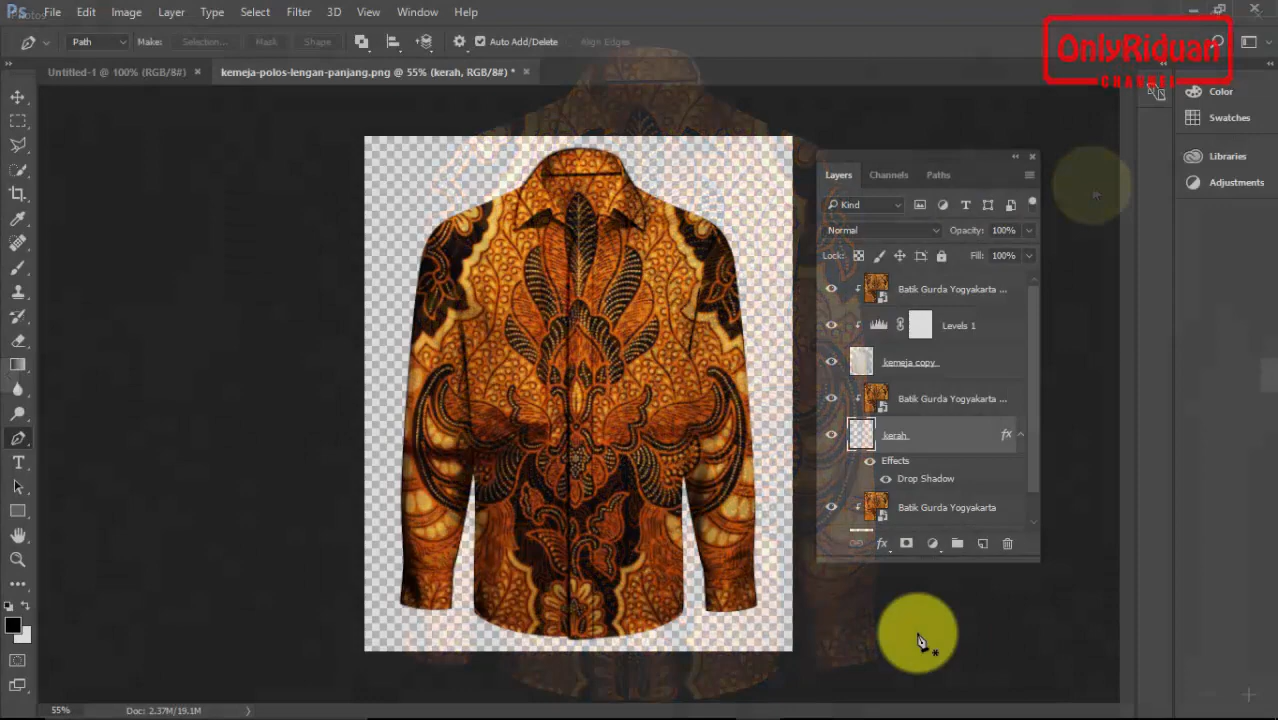 Ps File Edit Image Layer Type Select Filter 3D View Window Help
Photos
Path Make: Selection... Mask Shape Auto Add/Delete Align Edges
OnlyRiduan
CHANNEL
Untitled-1 @ 100% (RGB/8#) × kemeja-polos-lengan-panjang.png @ 55% (kerah, RGB/8#) * ×
Color
Swatches
Libraries
Adjustments
Layers Channels Paths
Kind
Normal Opacity: 100%
Lock: Fill: 100%
Batik Gurda Yogyakarta ...
Levels 1
kemeja copy
Batik Gurda Yogyakarta ...
kerah fx
Effects
Drop Shadow
Batik Gurda Yogyakarta
fx
55% Doc: 2.37M/19.1M